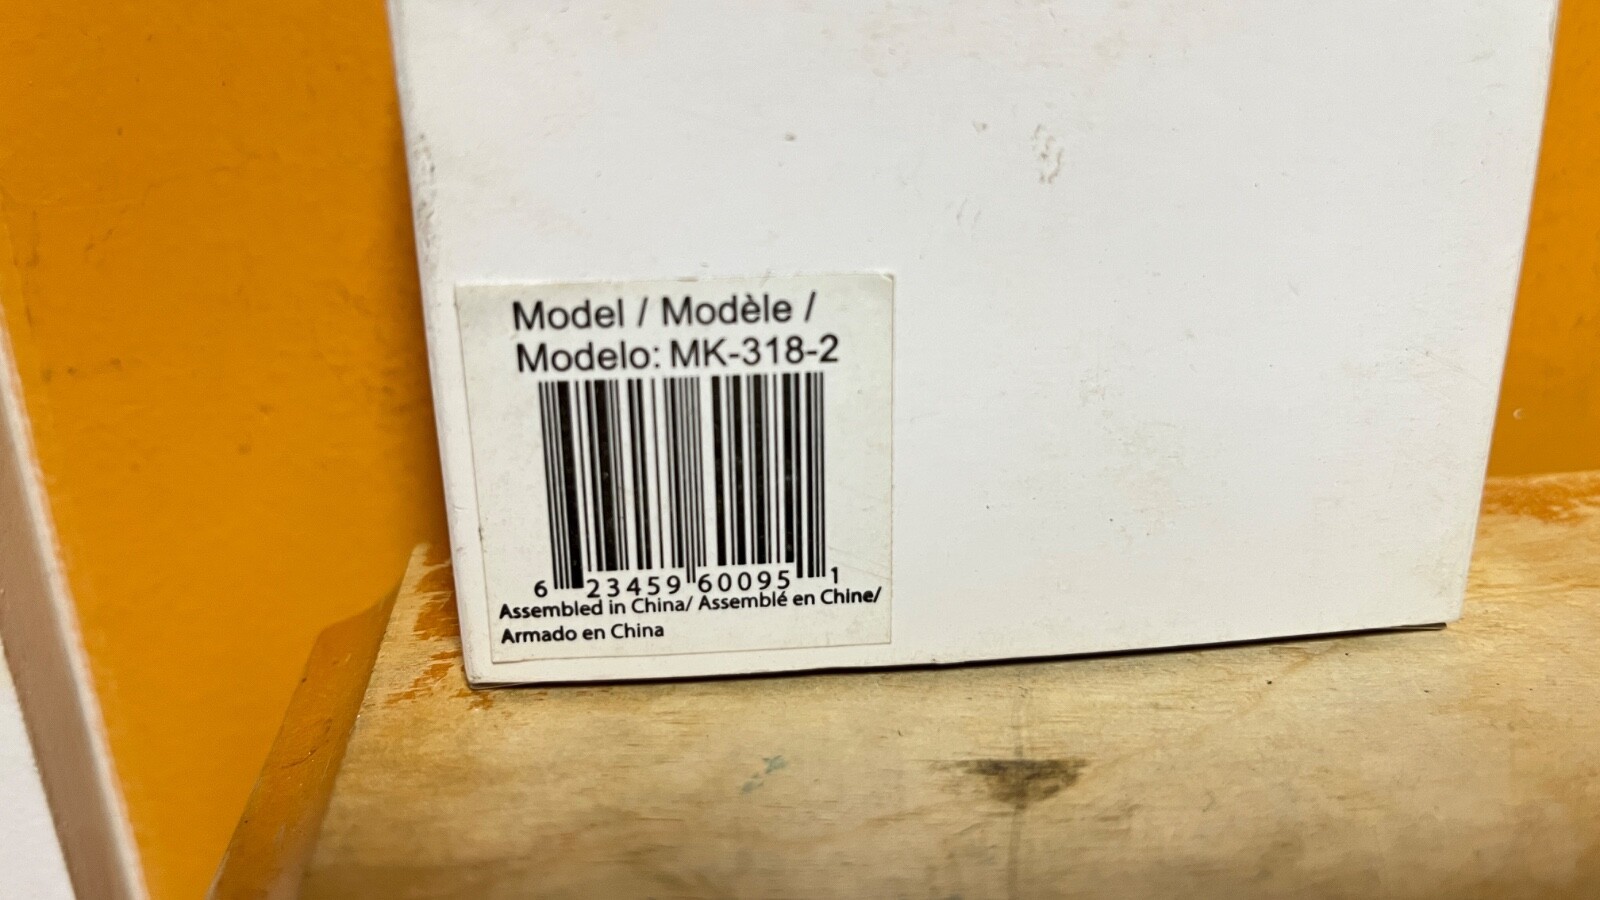 Model / Modèle /
Modelo: MK-318-2
6 23459 60095 1
Assembled in China/ Assemblé en Chine/
Armado en China